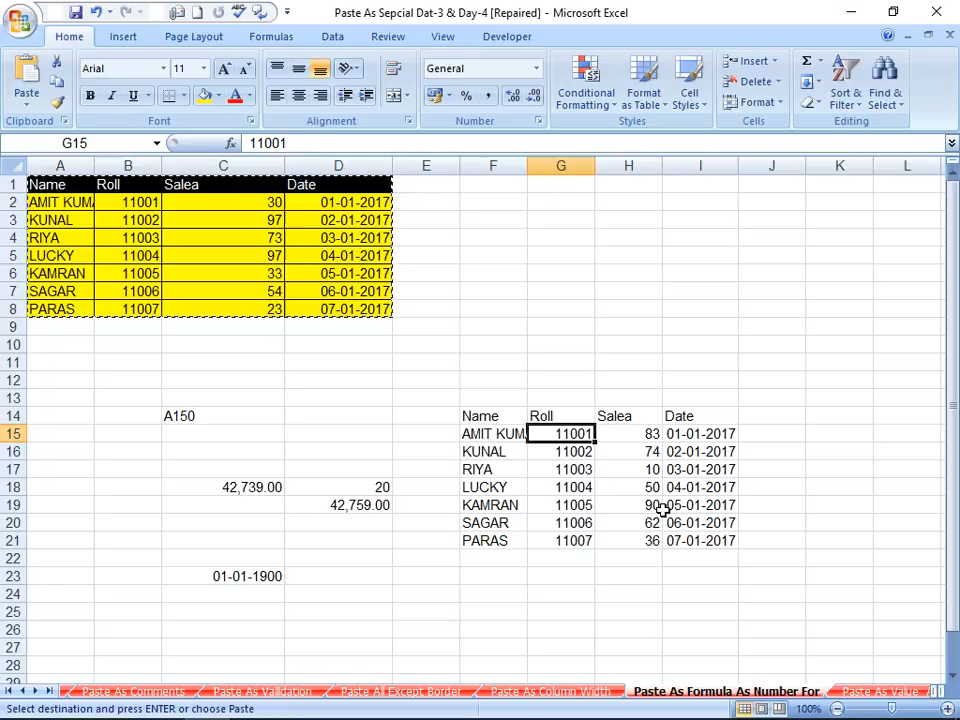 Paste As Sepcial Dat-3 & Day-4 [Repaired] - Microsoft Excel
Home Insert Page Layout Formulas Data Review View Developer
Paste Arial 11 General Conditional Formatting Format as Table Cell Styles Insert Delete Format Sort & Filter Find & Select
Clipboard Font Alignment Number Styles Cells Editing
G15 fx 11001
A B C D E F G H I J K L
1 Name Roll Salea Date
2 AMIT KUM 11001 30 01-01-2017
3 KUNAL 11002 97 02-01-2017
4 RIYA 11003 73 03-01-2017
5 LUCKY 11004 97 04-01-2017
6 KAMRAN 11005 33 05-01-2017
7 SAGAR 11006 54 06-01-2017
8 PARAS 11007 23 07-01-2017
9
10
11
12
13
14 A150 Name Roll Salea Date
15 AMIT KUM 11001 83 01-01-2017
16 KUNAL 11002 74 02-01-2017
17 RIYA 11003 10 03-01-2017
18 42,739.00 20 LUCKY 11004 50 04-01-2017
19 42,759.00 KAMRAN 11005 90 05-01-2017
20 SAGAR 11006 62 06-01-2017
21 PARAS 11007 36 07-01-2017
22
23 01-01-1900
24
25
26
27
28
29
Paste As Comments Paste As Validation Paste All Except Border Paste As Column Width Paste As Formula As Number For Paste As Value
Select destination and press ENTER or choose Paste 100%